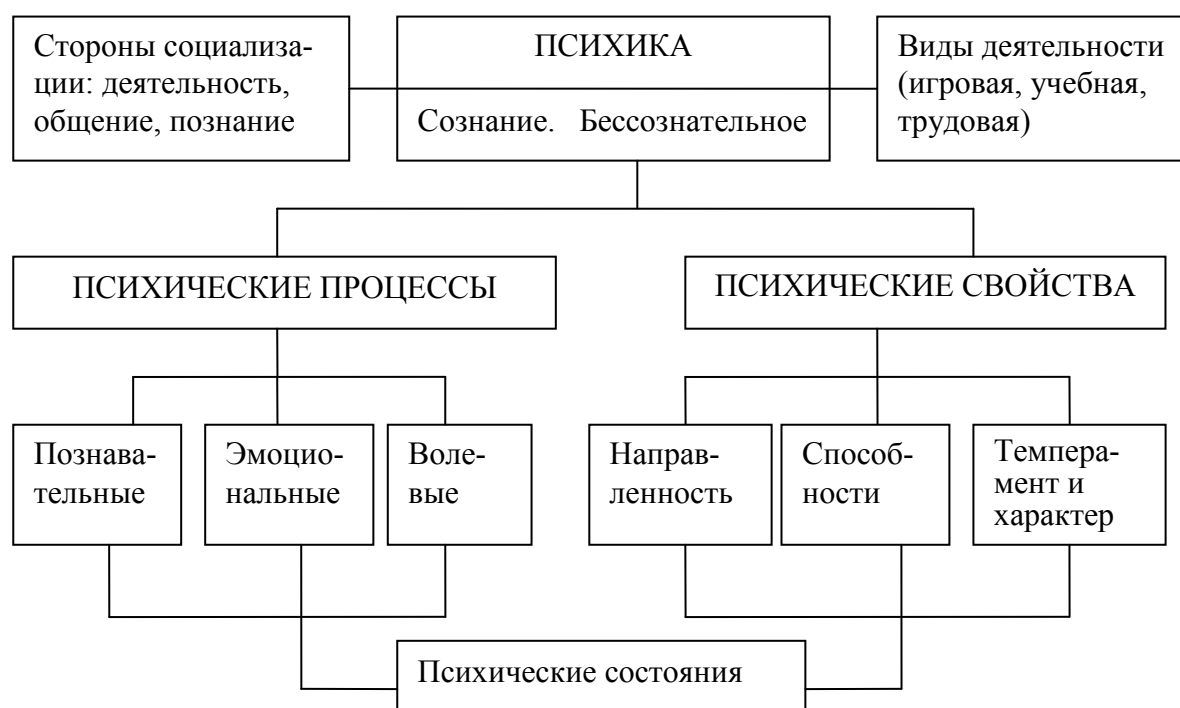 Стороны социализа-
ции: деятельность,
общение, познание
ПСИХИКА
Сознание. Бессознательное
Виды деятельности
(игровая, учебная,
трудовая)
ПСИХИЧЕСКИЕ ПРОЦЕССЫ
ПСИХИЧЕСКИЕ СВОЙСТВА
Познава-
тельные
Эмоцио-
нальные
Воле-
вые
Направ-
ленность
Способ-
ности
Темпера-
мент и
характер
Психические состояния